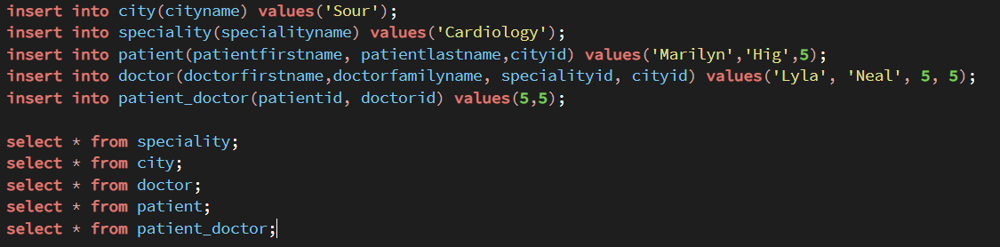 insert into city(cityname) values('Sour');
insert into speciality(specialityname) values('Cardiology');
insert into patient(patientfirstname, patientlastname,cityid) values('Marilyn','Hig',5);
insert into doctor(doctorfirstname,doctorfamilyname, specialityid, cityid) values('Lyla', 'Neal', 5, 5);
insert into patient_doctor(patientid, doctorid) values(5,5);
select * from speciality;
select * from city;
select * from doctor;
select * from patient;
select * from patient_doctor;